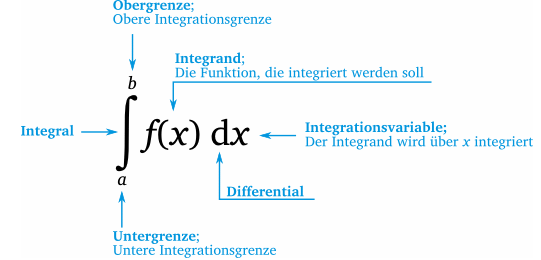 Obergrenze;
Obere Integrationsgrenze
Integrand;
Die Funktion, die integriert werden soll
b
Integral
∫ f(x) dx
Integrationsvariable;
Der Integrand wird über x integriert
a
Differential
Untergrenze;
Untere Integrationsgrenze